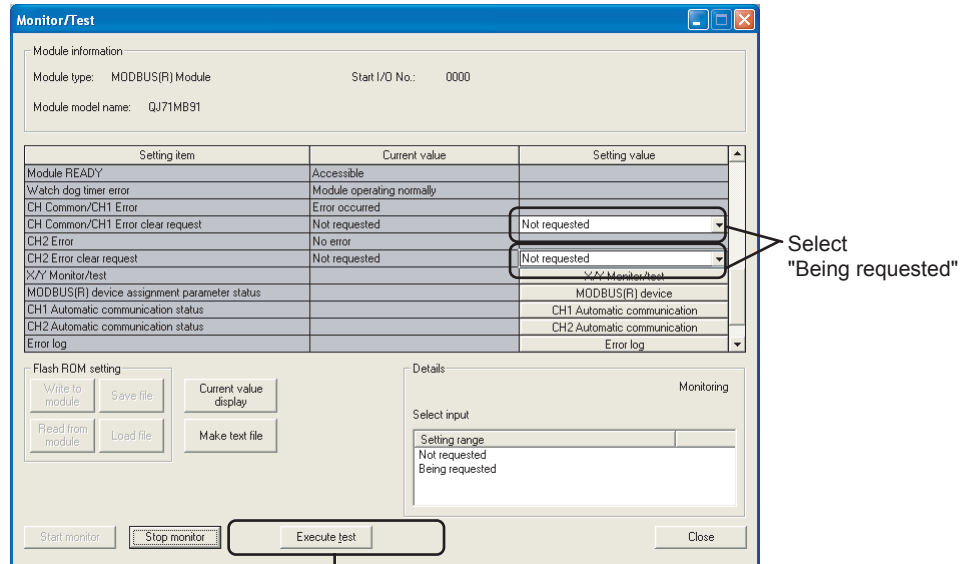 Monitor/Test
Module information
Module type: MODBUS(R) Module Start I/O No.: 0000
Module model name: QJ71MB91
Setting item Current value Setting value
Module READY Accessible
Watch dog timer error Module operating normally
CH Common/CH1 Error Error occurred
CH Common/CH1 Error clear request Not requested Not requested
CH2 Error No error
CH2 Error clear request Not requested Not requested
X/Y Monitor/test X/Y Monitor/test
MODBUS(R) device assignment parameter status MODBUS(R) device
CH1 Automatic communication status CH1 Automatic communication
CH2 Automatic communication status CH2 Automatic communication
Error log Error log
Select
"Being requested"
Flash ROM setting
Write to
module
Save file
Current value
display
Read from
module
Load file
Make text file
Details
Monitoring
Select input
Setting range
Not requested
Being requested
Start monitor Stop monitor Execute test Close